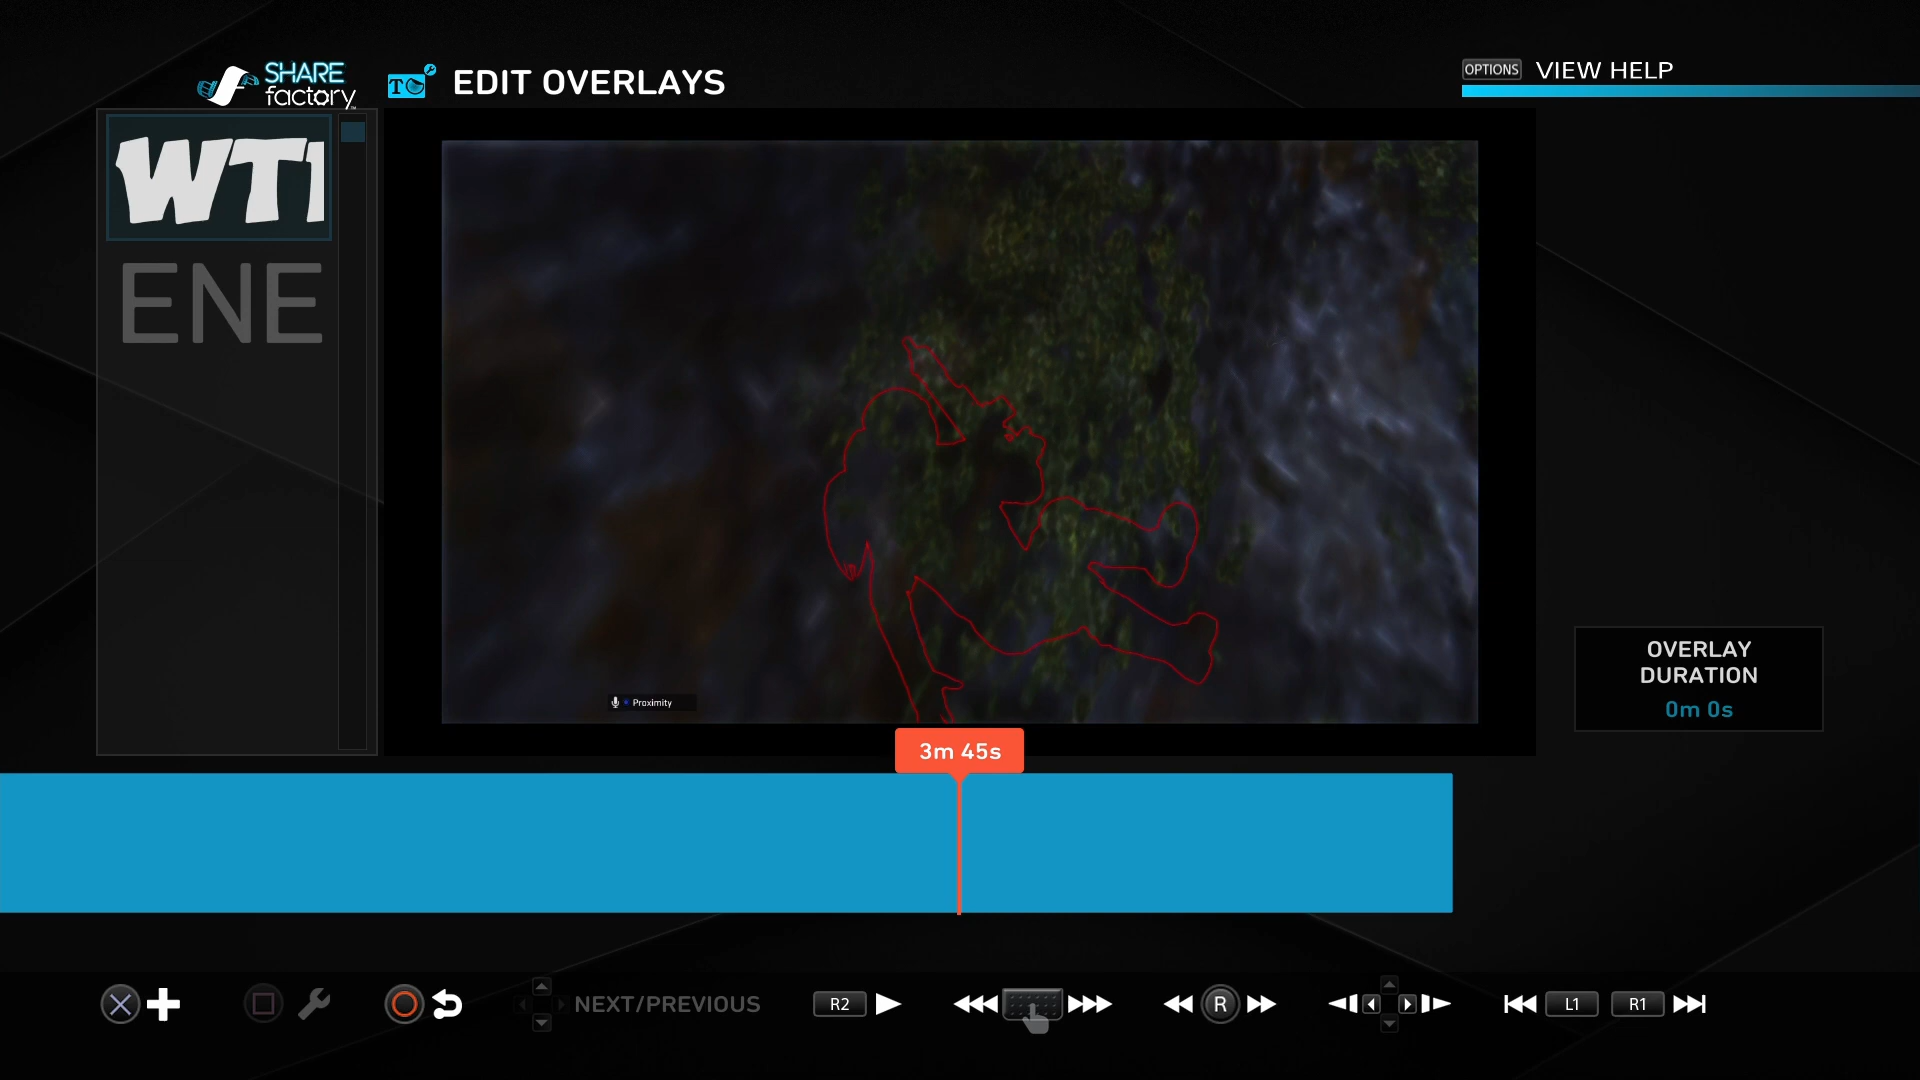 SHARE
factory™
EDIT OVERLAYS
OPTIONS VIEW HELP
WTI
ENE
Proximity
OVERLAY
DURATION
0m 0s
3m 45s
NEXT/PREVIOUS
R2
R
L1
R1